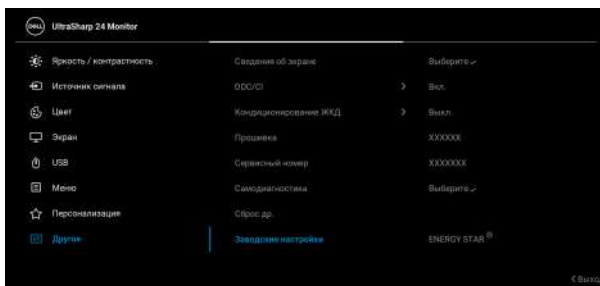 DELL UltraSharp 24 Monitor
Яркость / контрастность Сведения об экране Выберите
Источник сигнала DDC/CI > Вкл.
Цвет Кондиционирование ЖКД > Выкл.
Экран Прошивка XXXXXX
USB Сервисный номер XXXXXXX
Меню Самодиагностика Выберите
Персонализация Сброс др.
Другое Заводские настройки ENERGY STAR®
< Выход